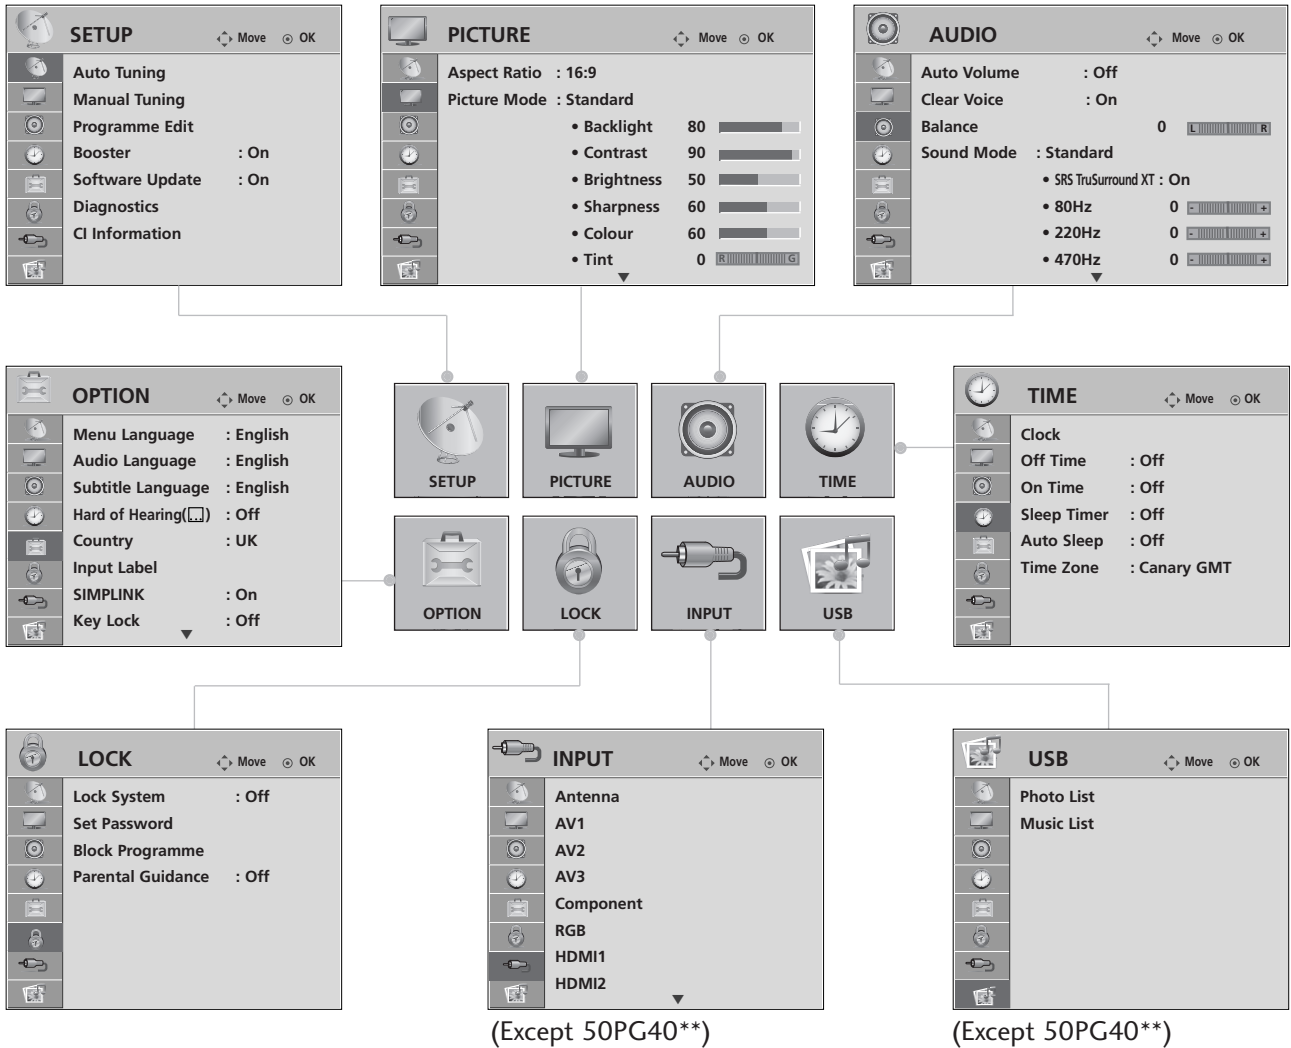 SETUP Move OK
Auto Tuning
Manual Tuning
Programme Edit
Booster : On
Software Update : On
Diagnostics
CI Information
PICTURE Move OK
Aspect Ratio : 16:9
Picture Mode : Standard
• Backlight 80
• Contrast 90
• Brightness 50
• Sharpness 60
• Colour 60
• Tint 0 R G
AUDIO Move OK
Auto Volume : Off
Clear Voice : On
Balance 0 L R
Sound Mode : Standard
• SRS TruSurround XT : On
• 80Hz 0 - +
• 220Hz 0 - +
• 470Hz 0 - +
OPTION Move OK
Menu Language : English
Audio Language : English
Subtitle Language : English
Hard of Hearing(...) : Off
Country : UK
Input Label
SIMPLINK : On
Key Lock : Off
SETUP
PICTURE
AUDIO
TIME
OPTION
LOCK
INPUT
USB
TIME Move OK
Clock
Off Time : Off
On Time : Off
Sleep Timer : Off
Auto Sleep : Off
Time Zone : Canary GMT
LOCK Move OK
Lock System : Off
Set Password
Block Programme
Parental Guidance : Off
INPUT Move OK
Antenna
AV1
AV2
AV3
Component
RGB
HDMI1
HDMI2
(Except 50PG40**)
USB Move OK
Photo List
Music List
(Except 50PG40**)